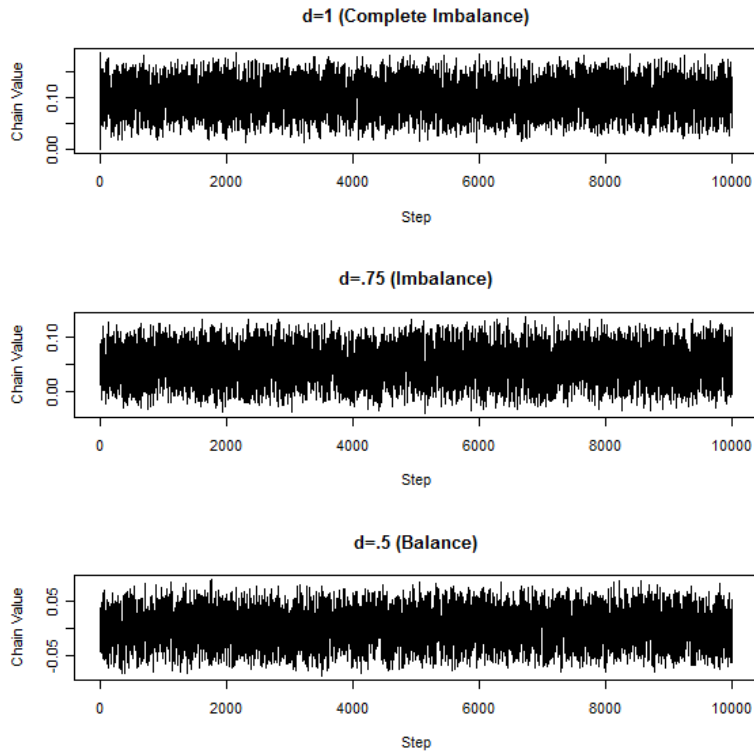 d=1 (Complete Imbalance)
Chain Value
0.10
0.00
0 2000 4000 6000 8000 10000
Step
d=.75 (Imbalance)
Chain Value
0.10
0.00
0 2000 4000 6000 8000 10000
Step
d=.5 (Balance)
Chain Value
0.05
-0.05
0 2000 4000 6000 8000 10000
Step